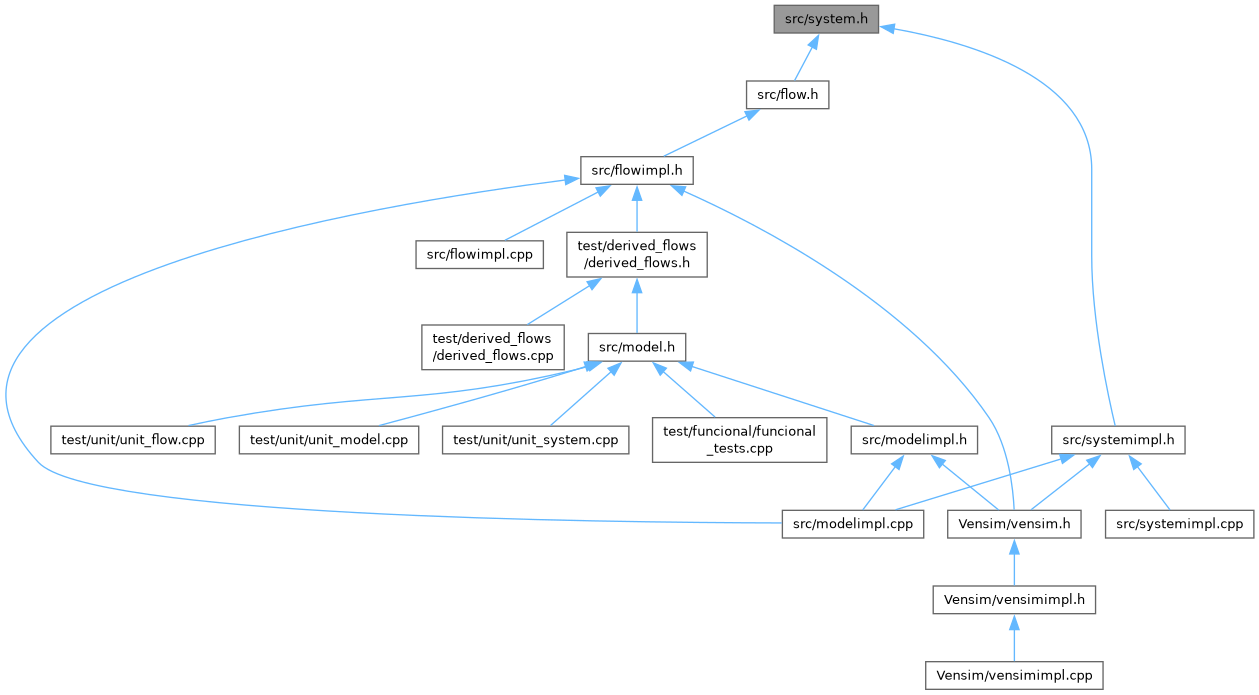 src/system.h
src/flow.h
src/flowimpl.h
src/flowimpl.cpp
test/derived_flows
/derived_flows.h
test/derived_flows
/derived_flows.cpp
src/model.h
test/unit/unit_flow.cpp
test/unit/unit_model.cpp
test/unit/unit_system.cpp
test/funcional/funcional
_tests.cpp
src/modelimpl.h
src/systemimpl.h
src/modelimpl.cpp
Vensim/vensim.h
src/systemimpl.cpp
Vensim/vensimimpl.h
Vensim/vensimimpl.cpp